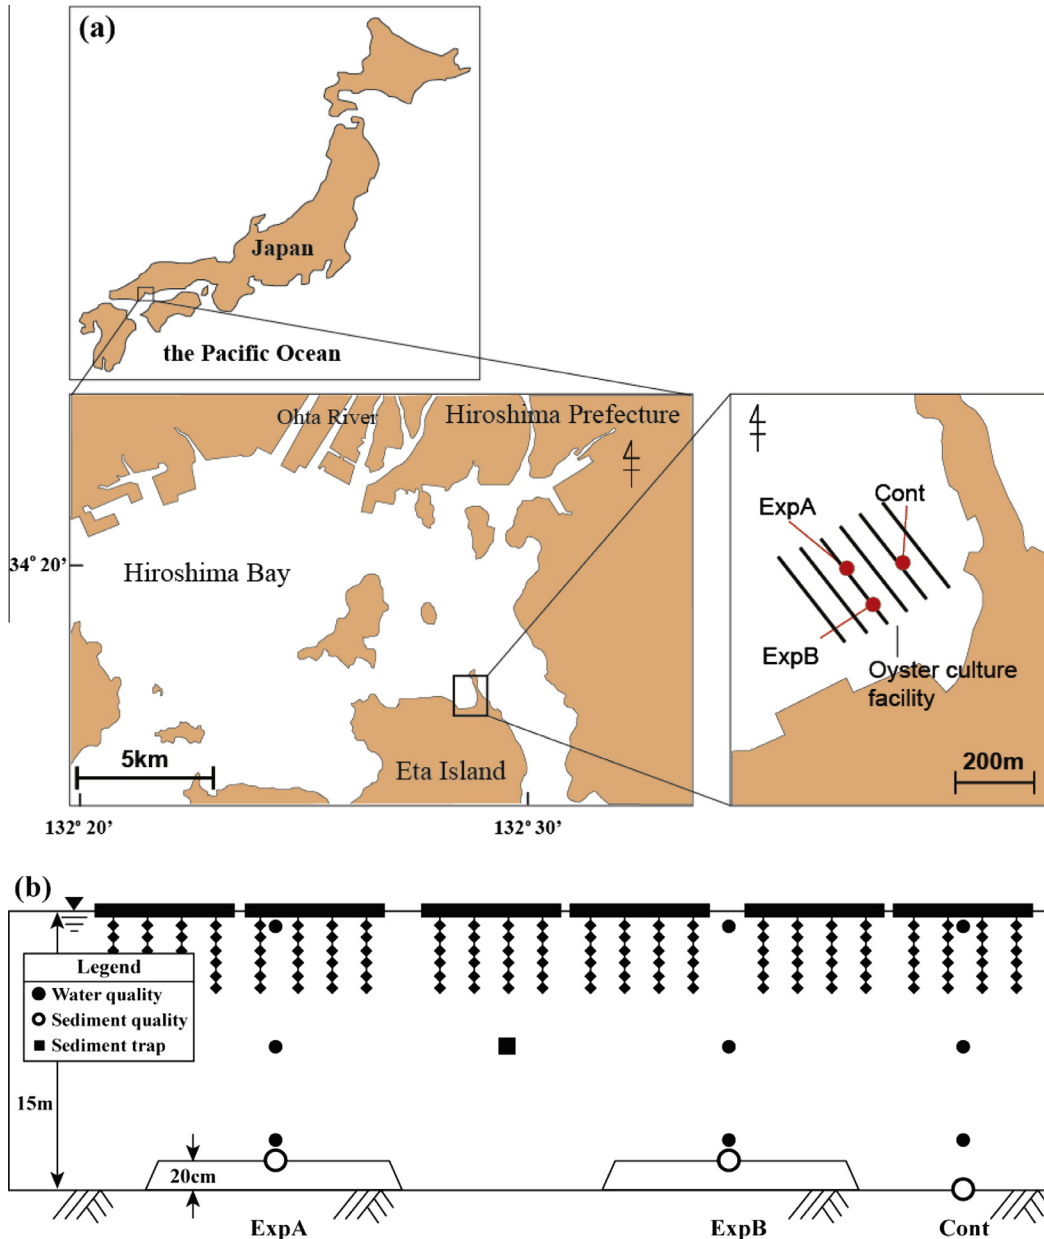 (a)
Japan
the Pacific Ocean
Ohta River
Hiroshima Prefecture
34°20’
Hiroshima Bay
5km
Eta Island
132°20’
132°30’
ExpA
Cont
ExpB
Oyster culture
facility
200m
(b)
Legend
Water quality
Sediment quality
Sediment trap
15m
20cm
ExpA
ExpB
Cont